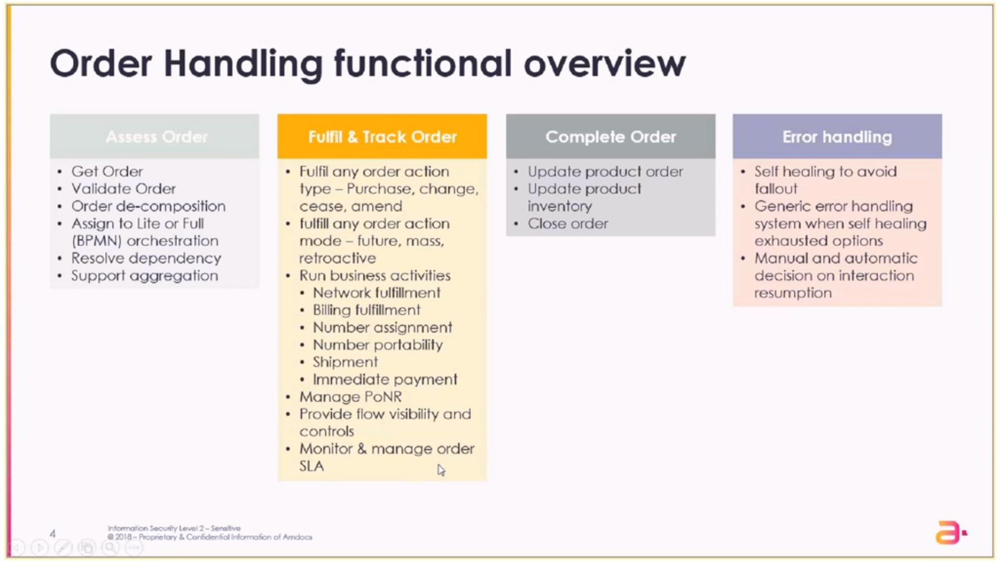 Order Handling functional overview
Assess Order
• Get Order
• Validate Order
• Order de-composition
• Assign to Lite or Full
(BPMN) orchestration
• Resolve dependency
• Support aggregation
Fulfil & Track Order
• Fulfil any order action
type – Purchase, change,
cease, amend
• fulfill any order action
mode – future, mass,
retroactive
• Run business activities
• Network fulfillment
• Billing fulfillment
• Number assignment
• Number portability
• Shipment
• Immediate payment
• Manage PoNR
• Provide flow visibility and
controls
• Monitor & manage order
SLA
Complete Order
• Update product order
• Update product
inventory
• Close order
Error handling
• Self healing to avoid
fallout
• Generic error handling
system when self healing
exhausted options
• Manual and automatic
decision on interaction
resumption
4
Information Security Level 2 – Sensitive
© 2018 – Proprietary & Confidential Information of Amdocs
a